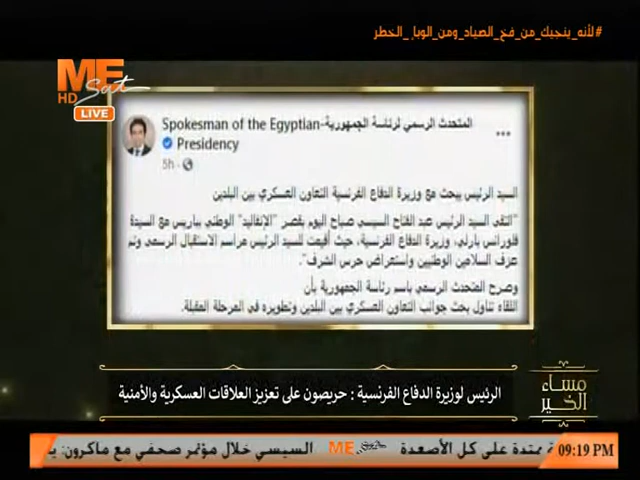 #لأنه_ينجيك_من_فخ_الصياد_ومن_الوبا_الخطر
ME
Sat
HD
LIVE
Spokesman of the Egyptian-المتحدث الرسمي لرئاسة الجمهورية
Presidency
5h
السيد الرئيس يبحث مع وزيرة الدفاع الفرنسية التعاون العسكري بين البلدين
"التقى السيد الرئيس عبد الفتاح السيسي صباح اليوم بقصر "الإنفاليد" الوطني بباريس مع السيدة
فلورانس بارلي، وزيرة الدفاع الفرنسية، حيث أقيمت للسيد الرئيس مراسم الاستقبال الرسمي وتم
عزف السلامين الوطنيين واستعراض حرس الشرف".
وصرح المتحدث الرسمي باسم رئاسة الجمهورية بأن
اللقاء تناول بحث جوانب التعاون العسكري بين البلدين وتطويره في المرحلة المقبلة.
الرئيس لوزيرة الدفاع الفرنسية : حريصون على تعزيز العلاقات العسكرية والأمنية
مساء
الخير
ة ممتدة على كل الأصعدة ME Sat السيسي خلال مؤتمر صحفي مع ماكرون: ي
09:19 PM